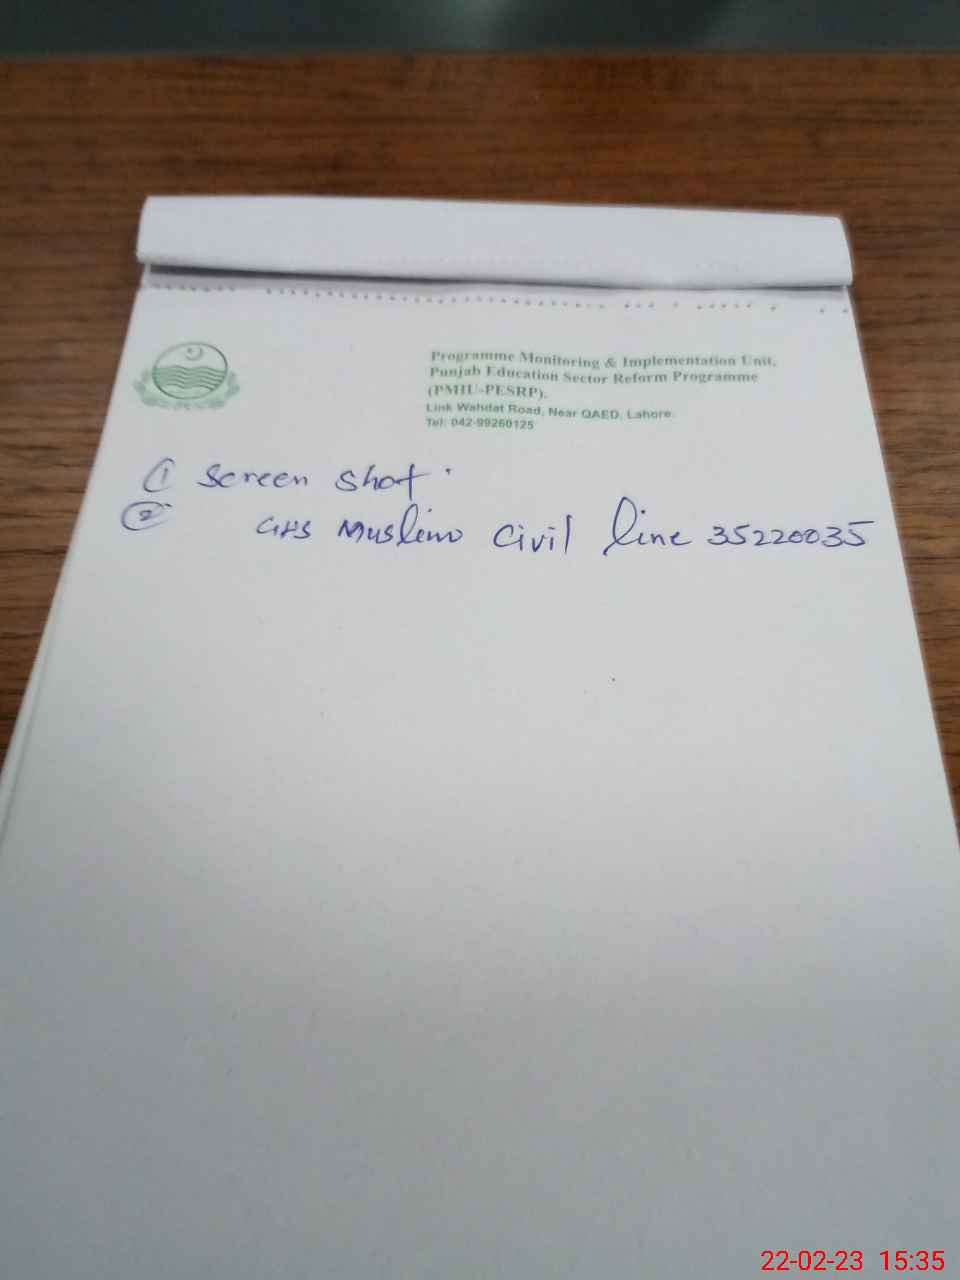 Programme Monitoring & Implementation Unit,
Punjab Education Sector Reform Programme
(PMIU-PESRP),
Link Wahdat Road, Near QAED, Lahore.
Tel: 042-99260125
① Screen shot
② GHS Muslim Civil line 35220035
22-02-23 15:35